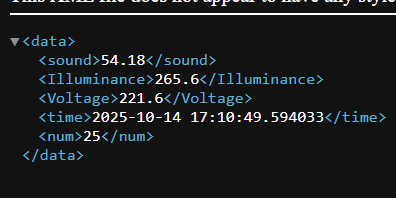 This XML file does not appear to have any style
▼<data>
<sound>54.18</sound>
<Illuminance>265.6</Illuminance>
<Voltage>221.6</Voltage>
<time>2025-10-14 17:10:49.594033</time>
<num>25</num>
</data>